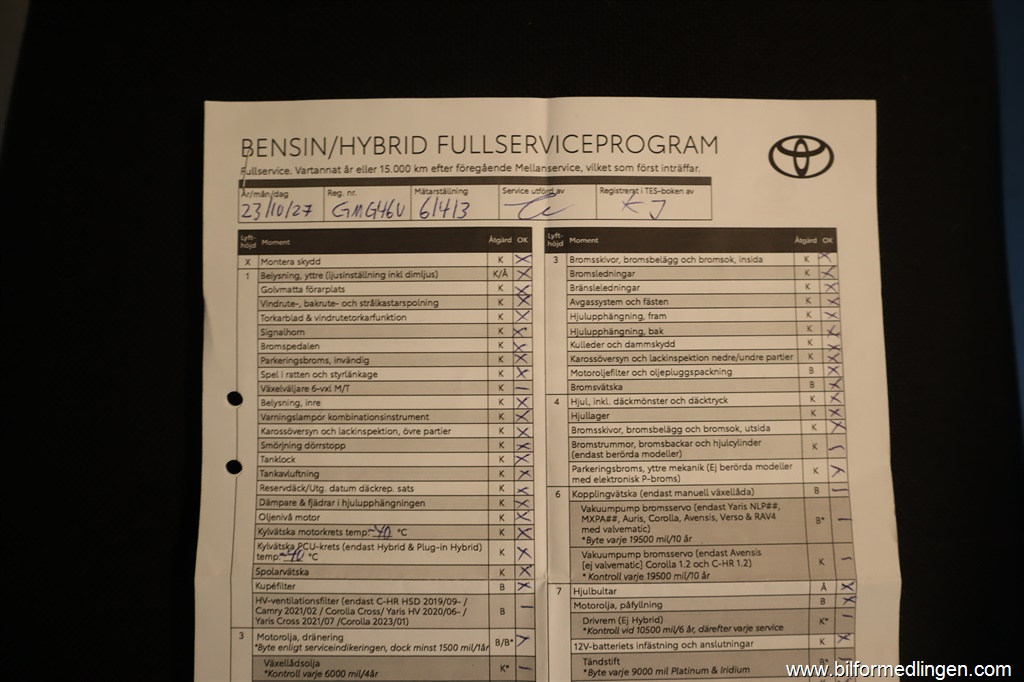 BENSIN/HYBRID FULLSERVICEPROGRAM
Fullservice. Vartannat år eller 15.000 km efter föregående Mellanservice, vilket som först inträffar.
År/mån/dag Reg. nr. Mätarställning Service utförd av Registrerat i TES-boken av
23/10/27 GMG46U 6413 KJ
Lyft-höjd Moment Åtgärd OK
X Montera skydd K X
1 Belysning, yttre (ljusinställning inkl dimljus) K/Å X
Golvmatta förarplats K X
Vindrute-, bakrute- och strålkastarspolning K X
Torkarblad & vindrutetorkarfunktion K X
Signalhorn K X
Bromspedalen K X
Parkeringsbroms, invändig K X
Spel i ratten och styrlänkage K X
Växelväljare 6-vxl M/T K –
Belysning, inre K X
Varningslampor kombinationsinstrument K X
Karossöversyn och lackinspektion, övre partier K X
Smörjning dörrstopp K X
Tanklock K X
Tankavluftning K X
Reservdäck/Utg. datum däckrep. sats K X
Dämpare & fjädrar i hjulupphängningen K X
Oljenivå motor K X
Kylvätska motorkrets temp: -40 °C K X
Kylvätska PCU-krets (endast Hybrid & Plug-in Hybrid)
temp: -40 °C K X
Spolarvätska K X
Kupéfilter B X
HV-ventilationsfilter (endast C-HR HSD 2019/09- /
Camry 2021/02 / Corolla Cross/ Yaris HV 2020/06- /
Yaris Cross 2021/07 /Corolla 2023/01) B –
3 Motorolja, dränering
*Byte enligt serviceindikeringen, dock minst 1500 mil/1år B/B* X
Växellådsolja
*Kontroll varje 6000 mil/4år K* –
Lyft-höjd Moment Åtgärd OK
3 Bromsskivor, bromsbelägg och bromsok, insida K X
Bromsledningar K X
Bränsleledningar K X
Avgassystem och fästen K X
Hjulupphängning, fram K X
Hjulupphängning, bak K X
Kulleder och dammskydd K X
Karossöversyn och lackinspektion nedre/undre partier K X
Motoroljefilter och oljepluggspackning B X
Bromsvätska B X
4 Hjul, inkl. däckmönster och däcktryck K X
Hjullager K X
Bromsskivor, bromsbelägg och bromsok, utsida K X
Bromstrummor, bromsbackar och hjulcylinder
(endast berörda modeller) K –
Parkeringsbroms, yttre mekanik (Ej berörda modeller
med elektronisk P-broms) K X
6 Kopplingvätska (endast manuell växellåda) B –
Vakuumpump bromsservo (endast Yaris NLP##,
MXPA##, Auris, Corolla, Avensis, Verso & RAV4
med valvematic)
*Byte varje 19500 mil/10 år B* –
Vakuumpump bromsservo (endast Avensis
[ej valvematic] Corolla 1.2 och C-HR 1.2)
*Kontroll varje 19500 mil/10 år K –
7 Hjulbultar Å X
Motorolja, påfyllning B X
Drivrem (Ej Hybrid)
*Kontroll vid 10500 mil/6 år, därefter varje service K* –
12V-batteriets infästning och anslutningar K X
Tändstift
*Byte varje 9000 mil Platinum & Iridium B*
www.bilformedlingen.com